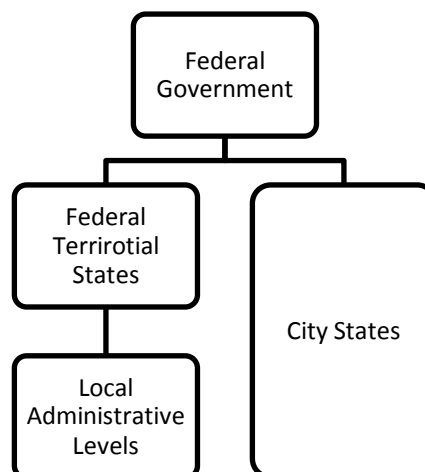 Federal
Government
Federal
Terrirotial
States
City States
Local
Administrative
Levels